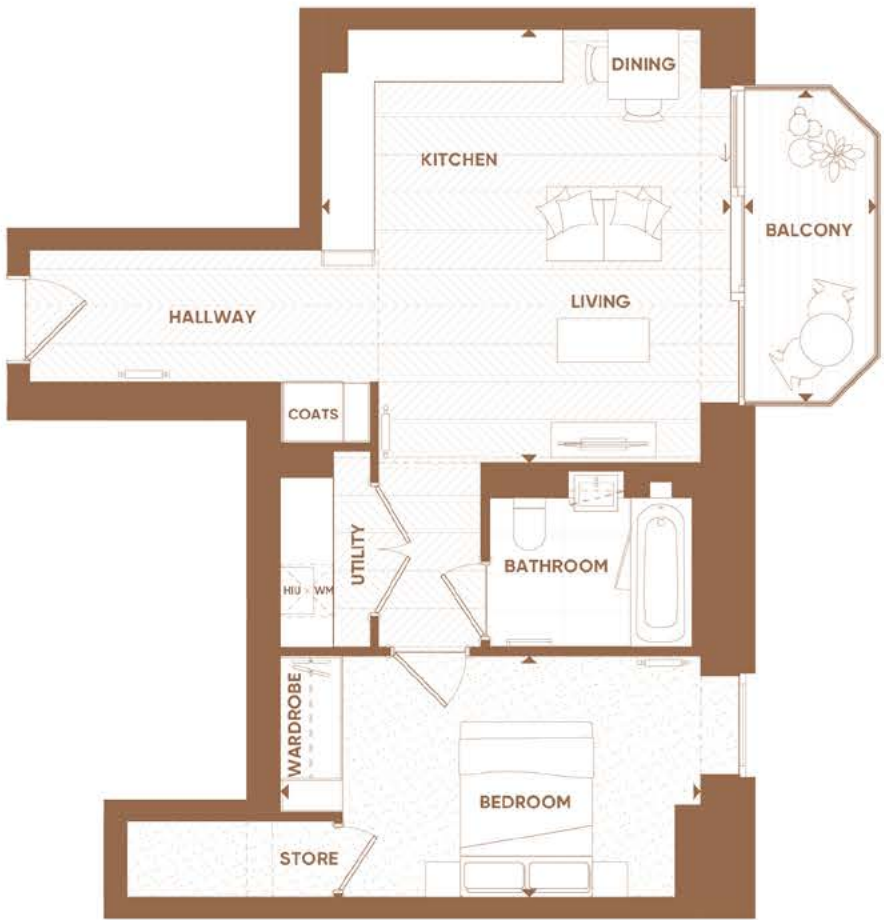 DINING
KITCHEN
BALCONY
LIVING
HALLWAY
COATS
UTILITY
BATHROOM
HIU WM
WARDROBE
BEDROOM
STORE